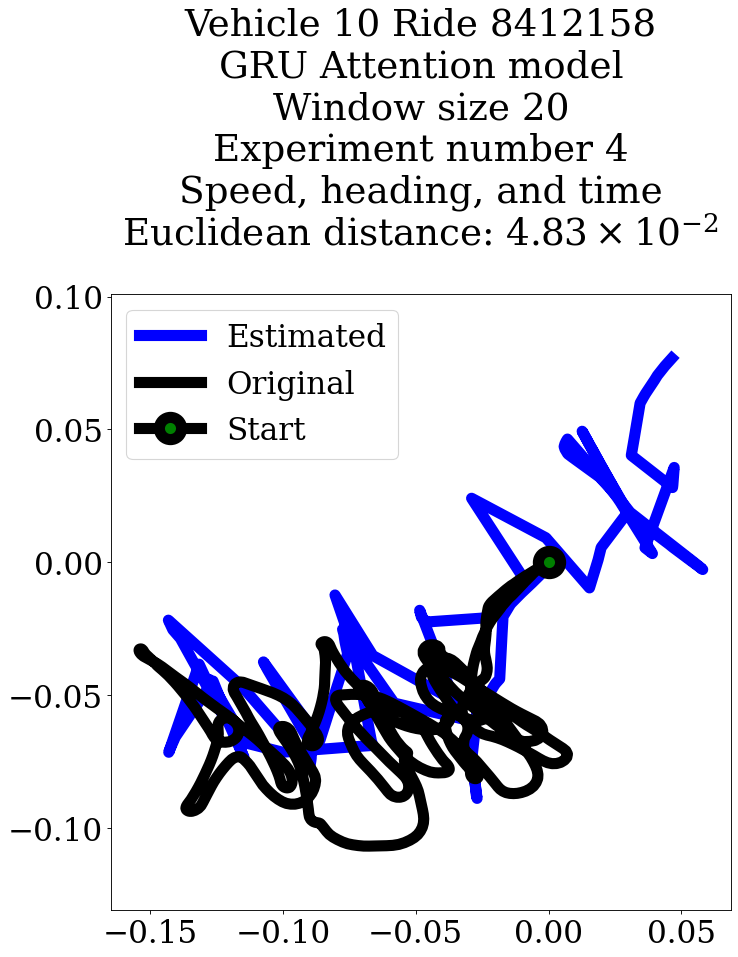 Vehicle 10 Ride 8412158
GRU Attention model
Window size 20
Experiment number 4
Speed, heading, and time
Euclidean distance: 4.83 × 10⁻²
0.10
Estimated
Original
Start
0.05
0.00
−0.05
−0.10
−0.15 −0.10 −0.05 0.00 0.05